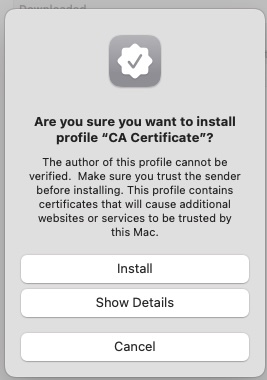 Downloaded
Are you sure you want to install
profile “CA Certificate”?
The author of this profile cannot be
verified.  Make sure you trust the sender
before installing. This profile contains
certificates that will cause additional
websites or services to be trusted by
this Mac.
Install
Show Details
Cancel